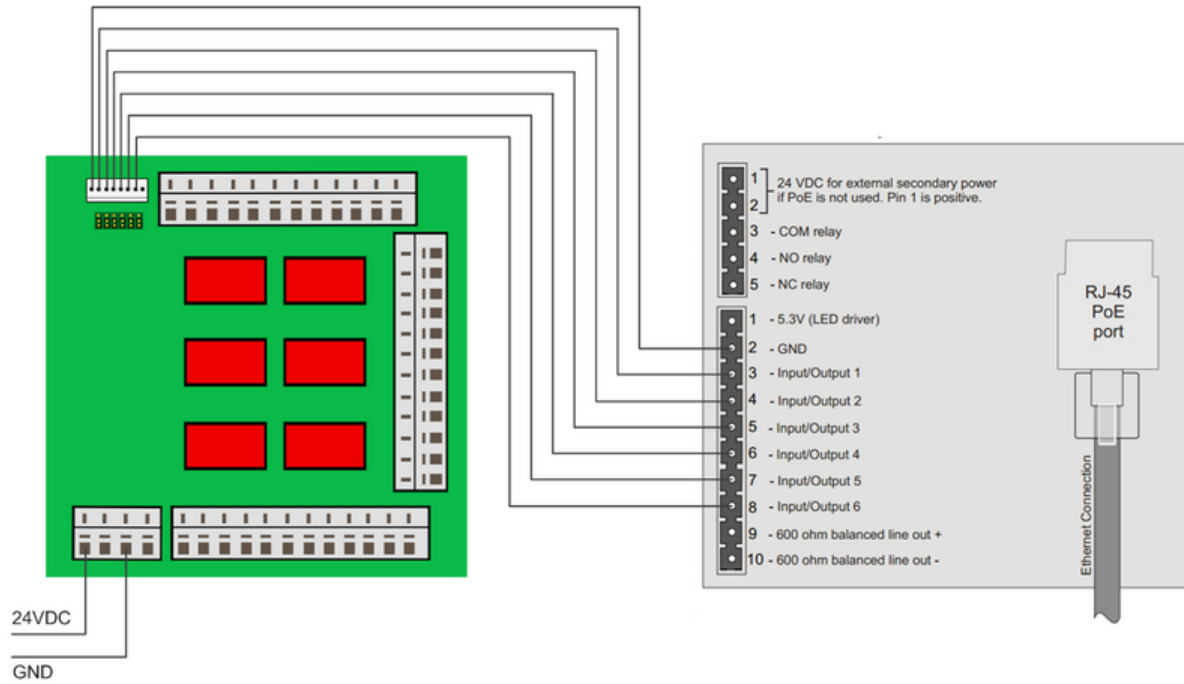 1
2
24 VDC for external secondary power
if PoE is not used. Pin 1 is positive.
3 - COM relay
4 - NO relay
5 - NC relay
1 - 5.3V (LED driver)
2 - GND
3 - Input/Output 1
4 - Input/Output 2
5 - Input/Output 3
6 - Input/Output 4
7 - Input/Output 5
8 - Input/Output 6
9 - 600 ohm balanced line out +
10 - 600 ohm balanced line out -
RJ-45
PoE
port
Ethernet Connection
24VDC
GND